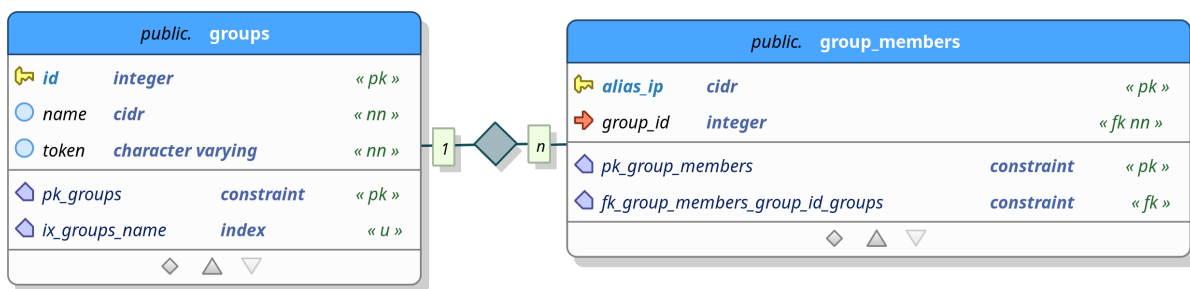 public. groups
id integer « pk »
name cidr « nn »
token character varying « nn »
pk_groups constraint « pk »
ix_groups_name index « u »
1 n
public. group_members
alias_ip cidr « pk »
group_id integer « fk nn »
pk_group_members constraint « pk »
fk_group_members_group_id_groups constraint « fk »